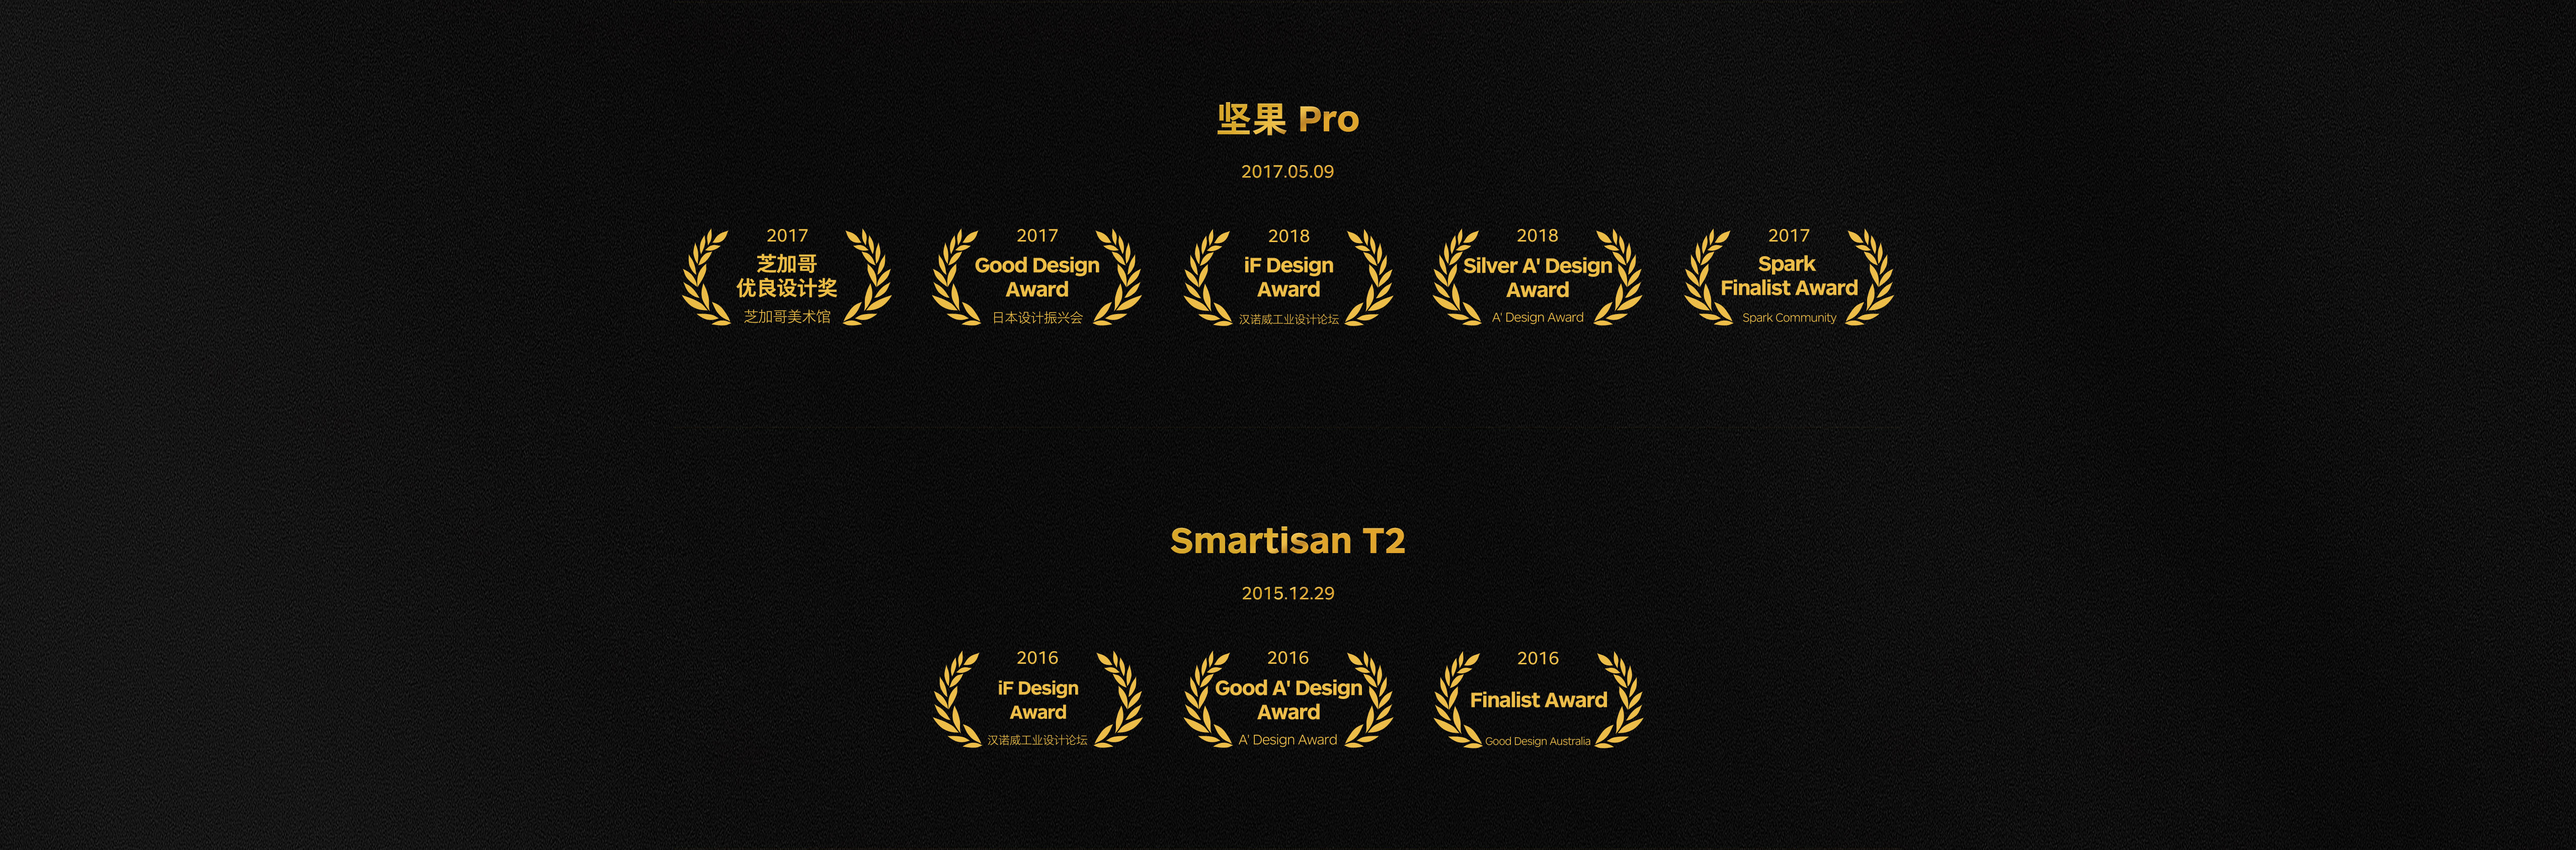 坚果 Pro
2017.05.09
2017
芝加哥
优良设计奖
芝加哥美术馆
2017
Good Design
Award
日本设计振兴会
2018
iF Design
Award
汉诺威工业设计论坛
2018
Silver A' Design
Award
A' Design Award
2017
Spark
Finalist Award
Spark Community
Smartisan T2
2015.12.29
2016
iF Design
Award
汉诺威工业设计论坛
2016
Good A' Design
Award
A' Design Award
2016
Finalist Award
Good Design Australia